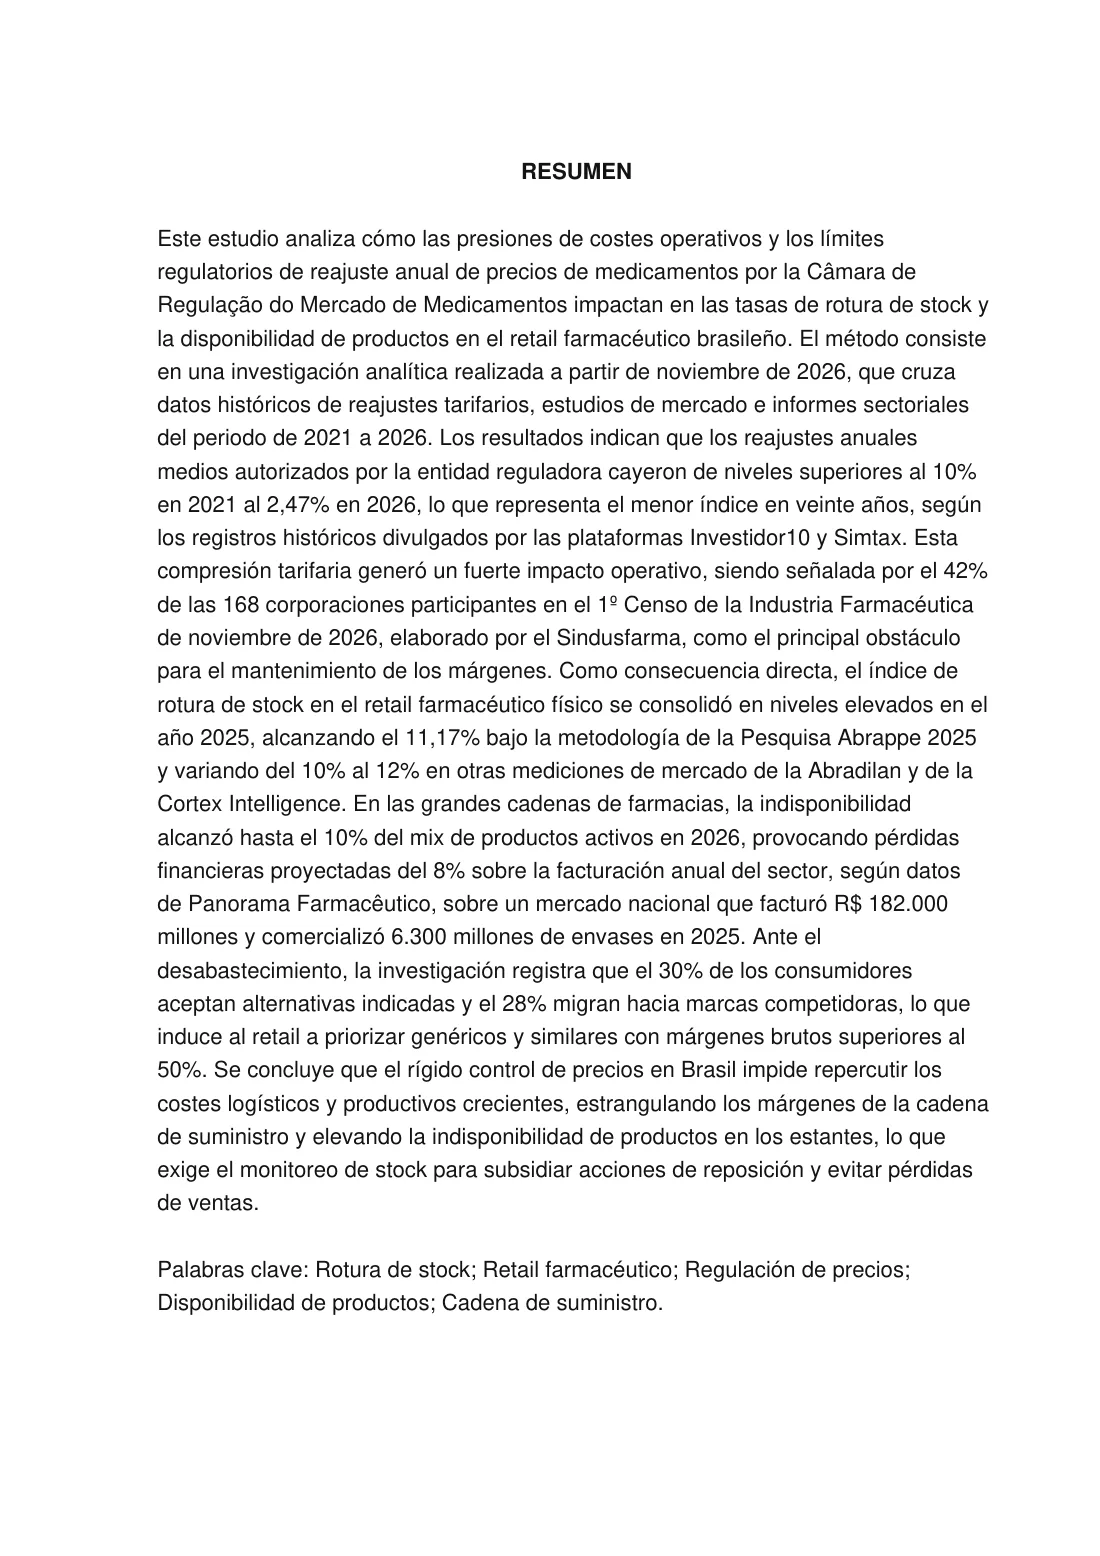 RESUMEN
Este estudio analiza cómo las presiones de costes operativos y los límites
regulatorios de reajuste anual de precios de medicamentos por la Câmara de
Regulação do Mercado de Medicamentos impactan en las tasas de rotura de stock y
la disponibilidad de productos en el retail farmacéutico brasileño. El método consiste
en una investigación analítica realizada a partir de noviembre de 2026, que cruza
datos históricos de reajustes tarifarios, estudios de mercado e informes sectoriales
del periodo de 2021 a 2026. Los resultados indican que los reajustes anuales
medios autorizados por la entidad reguladora cayeron de niveles superiores al 10%
en 2021 al 2,47% en 2026, lo que representa el menor índice en veinte años, según
los registros históricos divulgados por las plataformas Investidor10 y Simtax. Esta
compresión tarifaria generó un fuerte impacto operativo, siendo señalada por el 42%
de las 168 corporaciones participantes en el 1º Censo de la Industria Farmacéutica
de noviembre de 2026, elaborado por el Sindusfarma, como el principal obstáculo
para el mantenimiento de los márgenes. Como consecuencia directa, el índice de
rotura de stock en el retail farmacéutico físico se consolidó en niveles elevados en el
año 2025, alcanzando el 11,17% bajo la metodología de la Pesquisa Abrappe 2025
y variando del 10% al 12% en otras mediciones de mercado de la Abradilan y de la
Cortex Intelligence. En las grandes cadenas de farmacias, la indisponibilidad
alcanzó hasta el 10% del mix de productos activos en 2026, provocando pérdidas
financieras proyectadas del 8% sobre la facturación anual del sector, según datos
de Panorama Farmacêutico, sobre un mercado nacional que facturó R$ 182.000
millones y comercializó 6.300 millones de envases en 2025. Ante el
desabastecimiento, la investigación registra que el 30% de los consumidores
aceptan alternativas indicadas y el 28% migran hacia marcas competidoras, lo que
induce al retail a priorizar genéricos y similares con márgenes brutos superiores al
50%. Se concluye que el rígido control de precios en Brasil impide repercutir los
costes logísticos y productivos crecientes, estrangulando los márgenes de la cadena
de suministro y elevando la indisponibilidad de productos en los estantes, lo que
exige el monitoreo de stock para subsidiar acciones de reposición y evitar pérdidas
de ventas.
Palabras clave: Rotura de stock; Retail farmacéutico; Regulación de precios;
Disponibilidad de productos; Cadena de suministro.